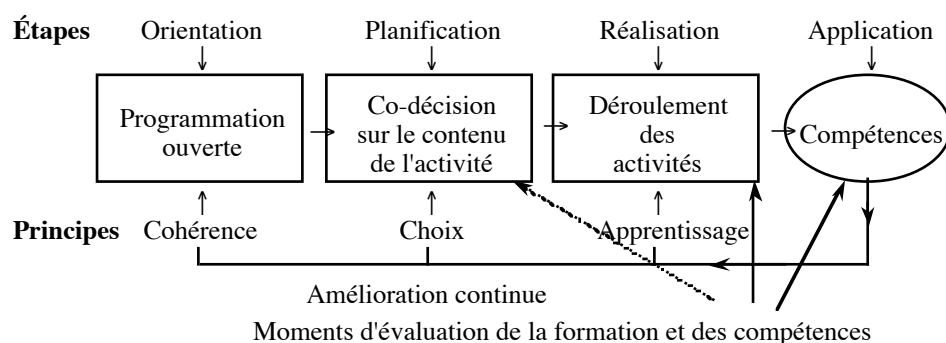 Étapes Orientation Planification Réalisation Application
Programmation
ouverte
Co-décision
sur le contenu
de l'activité
Déroulement
des
activités
Compétences
Principes Cohérence Choix Apprentissage
Amélioration continue
Moments d'évaluation de la formation et des compétences